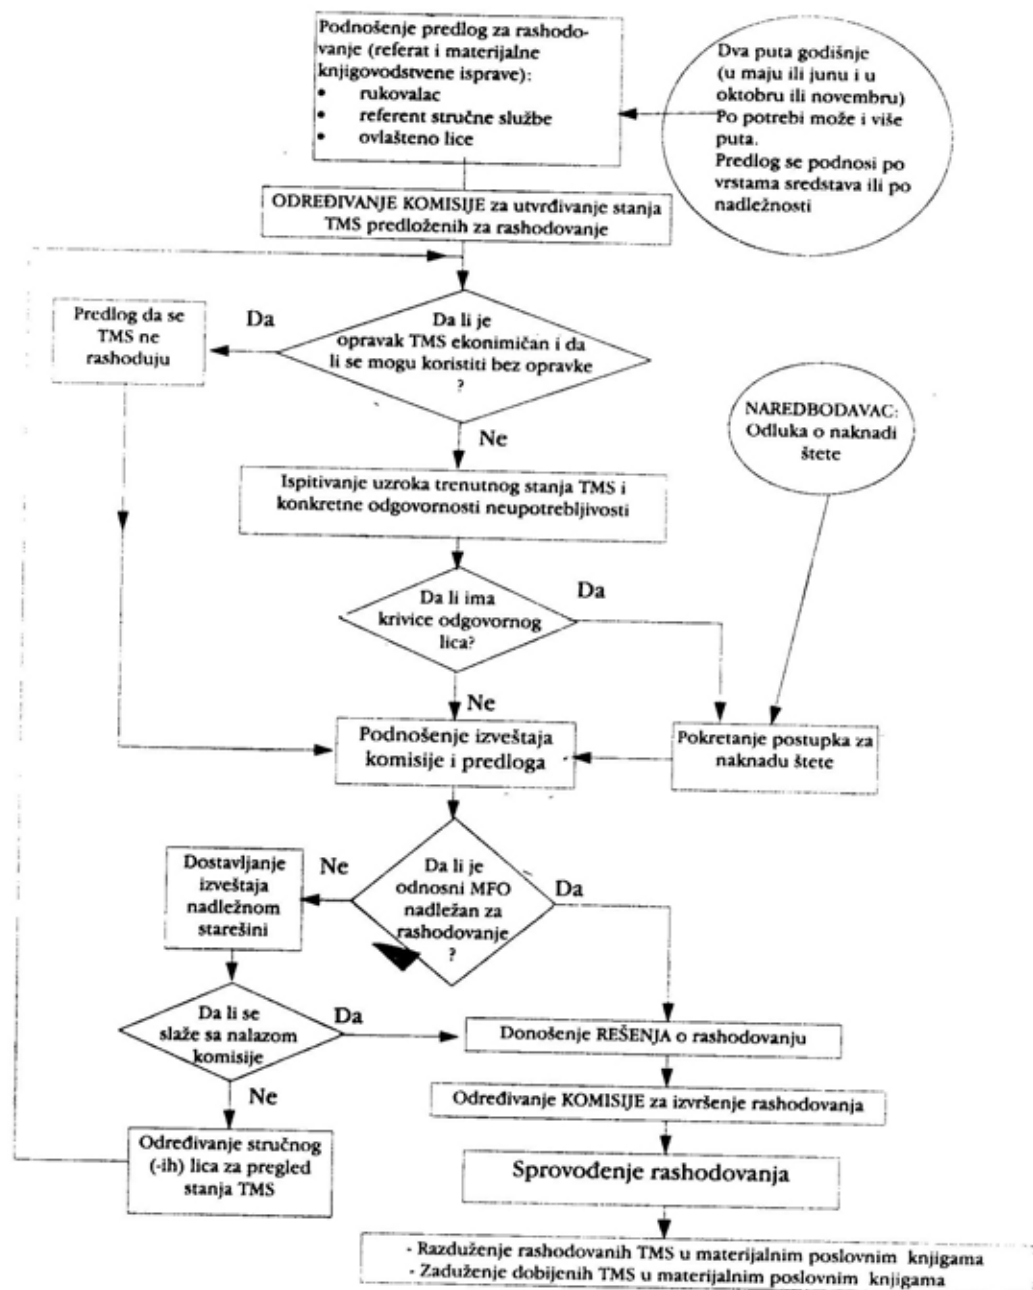 Podnošenje predlog za rashodo-
vanje (referat i materijalne
knjigovodstvene isprave):
• rukovalac
• referent stručne službe
• ovlašteno lice
Dva puta godišnje
(u maju ili junu i u
oktobru ili novembru)
Po potrebi može i više
puta.
Predlog se podnosi po
vrstama sredstava ili po
nadležnosti
ODREĐIVANJE KOMISIJE za utvrđivanje stanja
TMS predloženih za rashodovanje
Predlog da se
TMS ne
rashoduju
Da
Da li je
opravak TMS ekonimičan i da
li se mogu koristiti bez opravke
?
Ne
NAREDBODAVAC:
Odluka o naknadi
štete
Ispitivanje uzroka trenutnog stanja TMS i
konkretne odgovornosti neupotrebljivosti
Da li ima
krivice odgovornog
lica?
Da
Ne
Podnošenje izveštaja
komisije i predloga
Pokretanje postupka za
naknadu štete
Dostavljanje
izveštaja
nadležnom
starešini
Ne
Da li je
odnosni MFO
nadležan za
rashodovanje
?
Da
Da li se
slaže sa nalazom
komisije
Da
Ne
Donošenje REŠENJA o rashodovanju
Određivanje KOMISIJE za izvršenje rashodovanja
Određivanje stručnog
(-ih) lica za pregled
stanja TMS
Sprovođenje rashodovanja
- Razduženje rashodovanih TMS u materijalnim poslovnim knjigama
- Zaduženje dobijenih TMS u materijalnim poslovnim knjigama